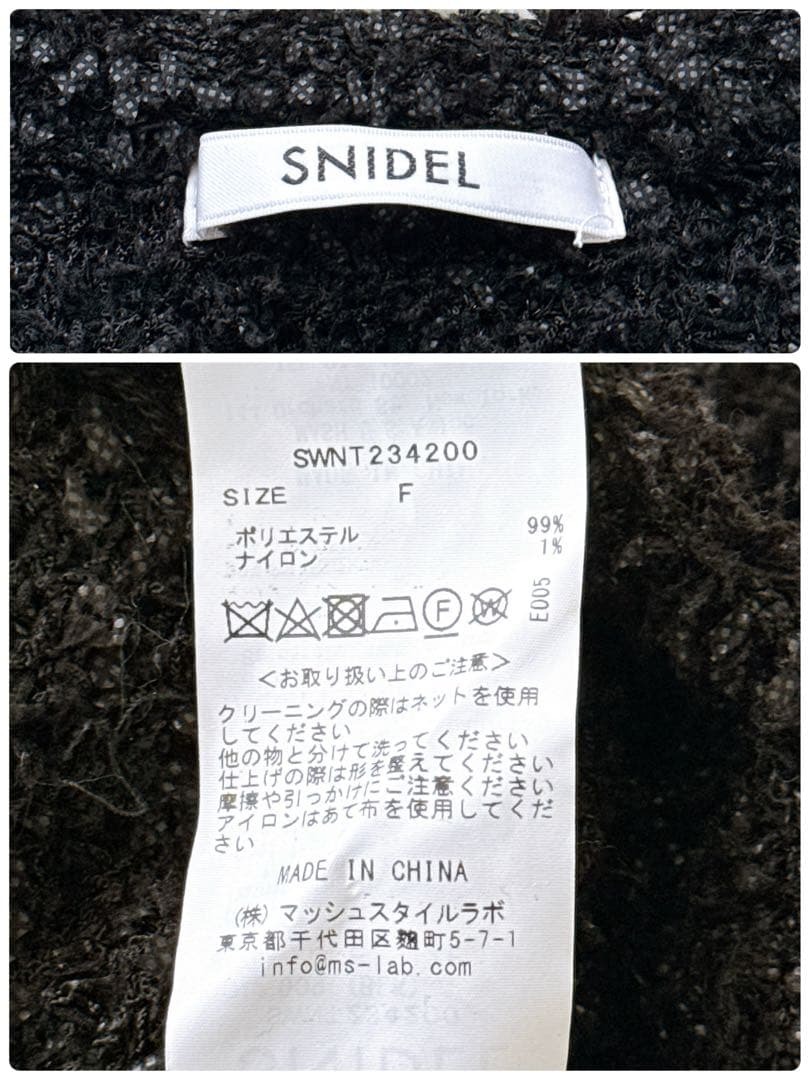 SNIDEL
SWNT234200
SIZE F
ポリエステル 99%
ナイロン 1%
F W E005
<お取り扱い上のご注意>
クリーニングの際はネットを使用
してください
他の物と分けて洗ってください
仕上げの際は形を整えてください
摩擦や引っかけにご注意ください
アイロンはあて布を使用してくだ
さい
MADE IN CHINA
(株)マッシュスタイルラボ
東京都千代田区麹町5-7-1
info@ms-lab.com